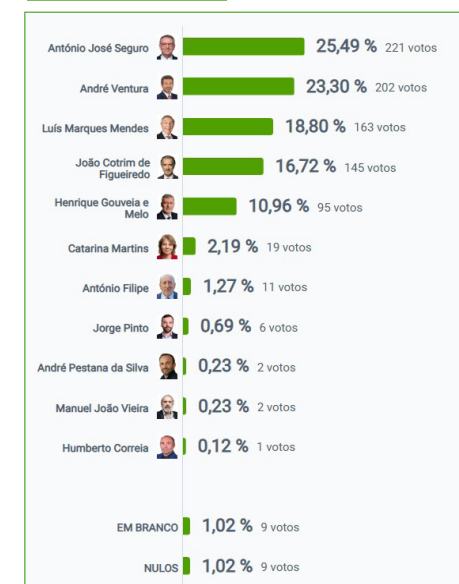 António José Seguro 25,49 % 221 votos
André Ventura 23,30 % 202 votos
Luís Marques Mendes 18,80 % 163 votos
João Cotrim de
Figueiredo 16,72 % 145 votos
Henrique Gouveia e
Melo 10,96 % 95 votos
Catarina Martins 2,19 % 19 votos
António Filipe 1,27 % 11 votos
Jorge Pinto 0,69 % 6 votos
André Pestana da Silva 0,23 % 2 votos
Manuel João Vieira 0,23 % 2 votos
Humberto Correia 0,12 % 1 votos
EM BRANCO 1,02 % 9 votos
NULOS 1,02 % 9 votos